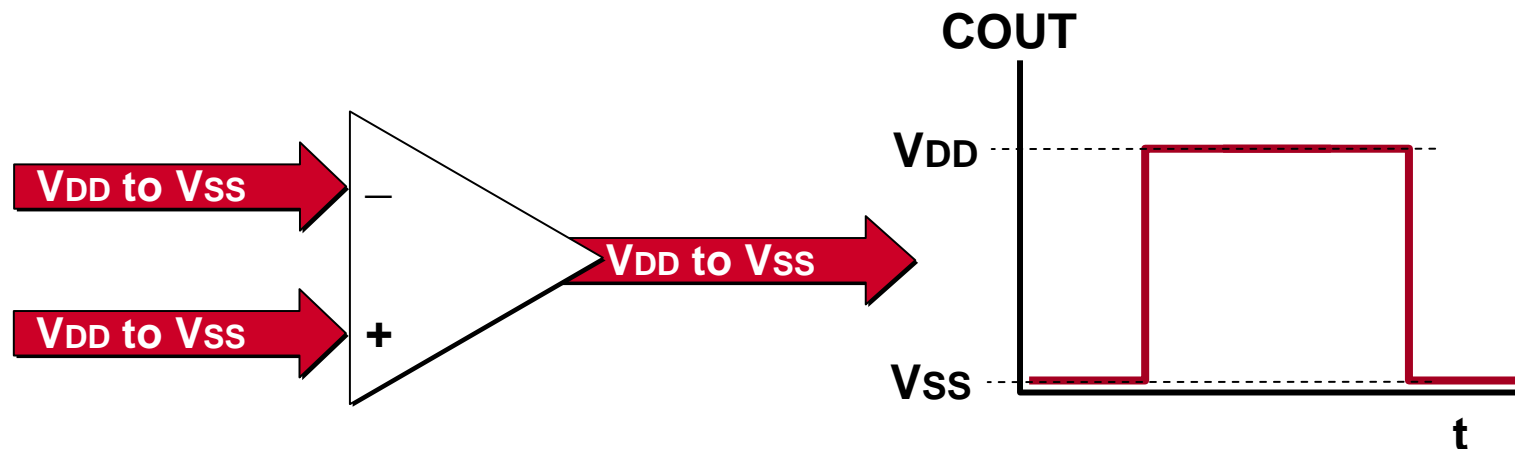 COUT
VDD
VDD to VSS
–
VDD to VSS
VDD to VSS
+
VSS
t